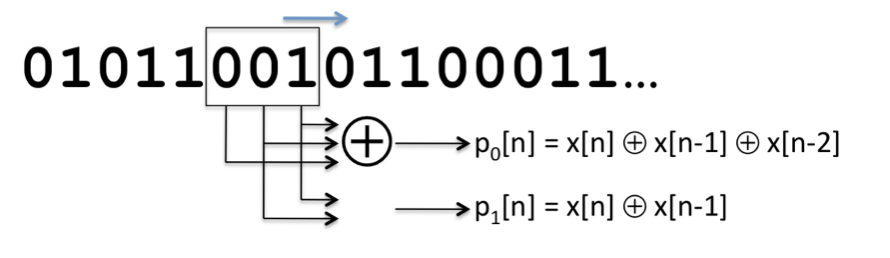 0101100101100011...
p₀[n] = x[n] ⊕ x[n-1] ⊕ x[n-2]
p₁[n] = x[n] ⊕ x[n-1]